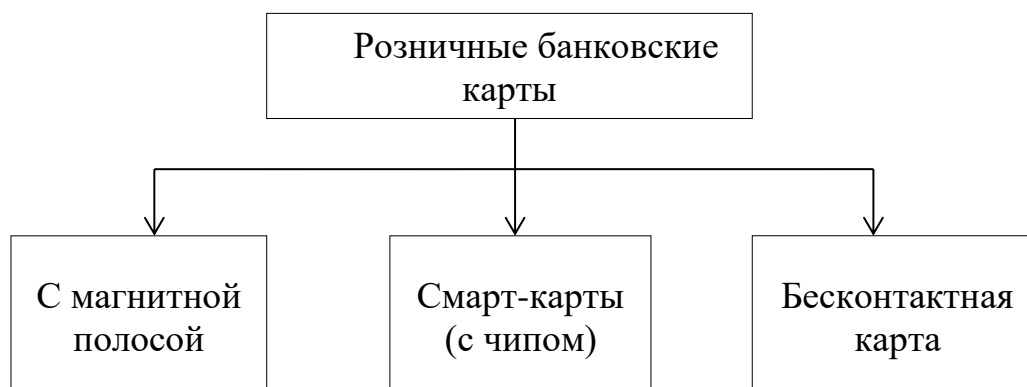 Розничные банковские
карты
С магнитной
полосой
Смарт-карты
(с чипом)
Бесконтактная
карта